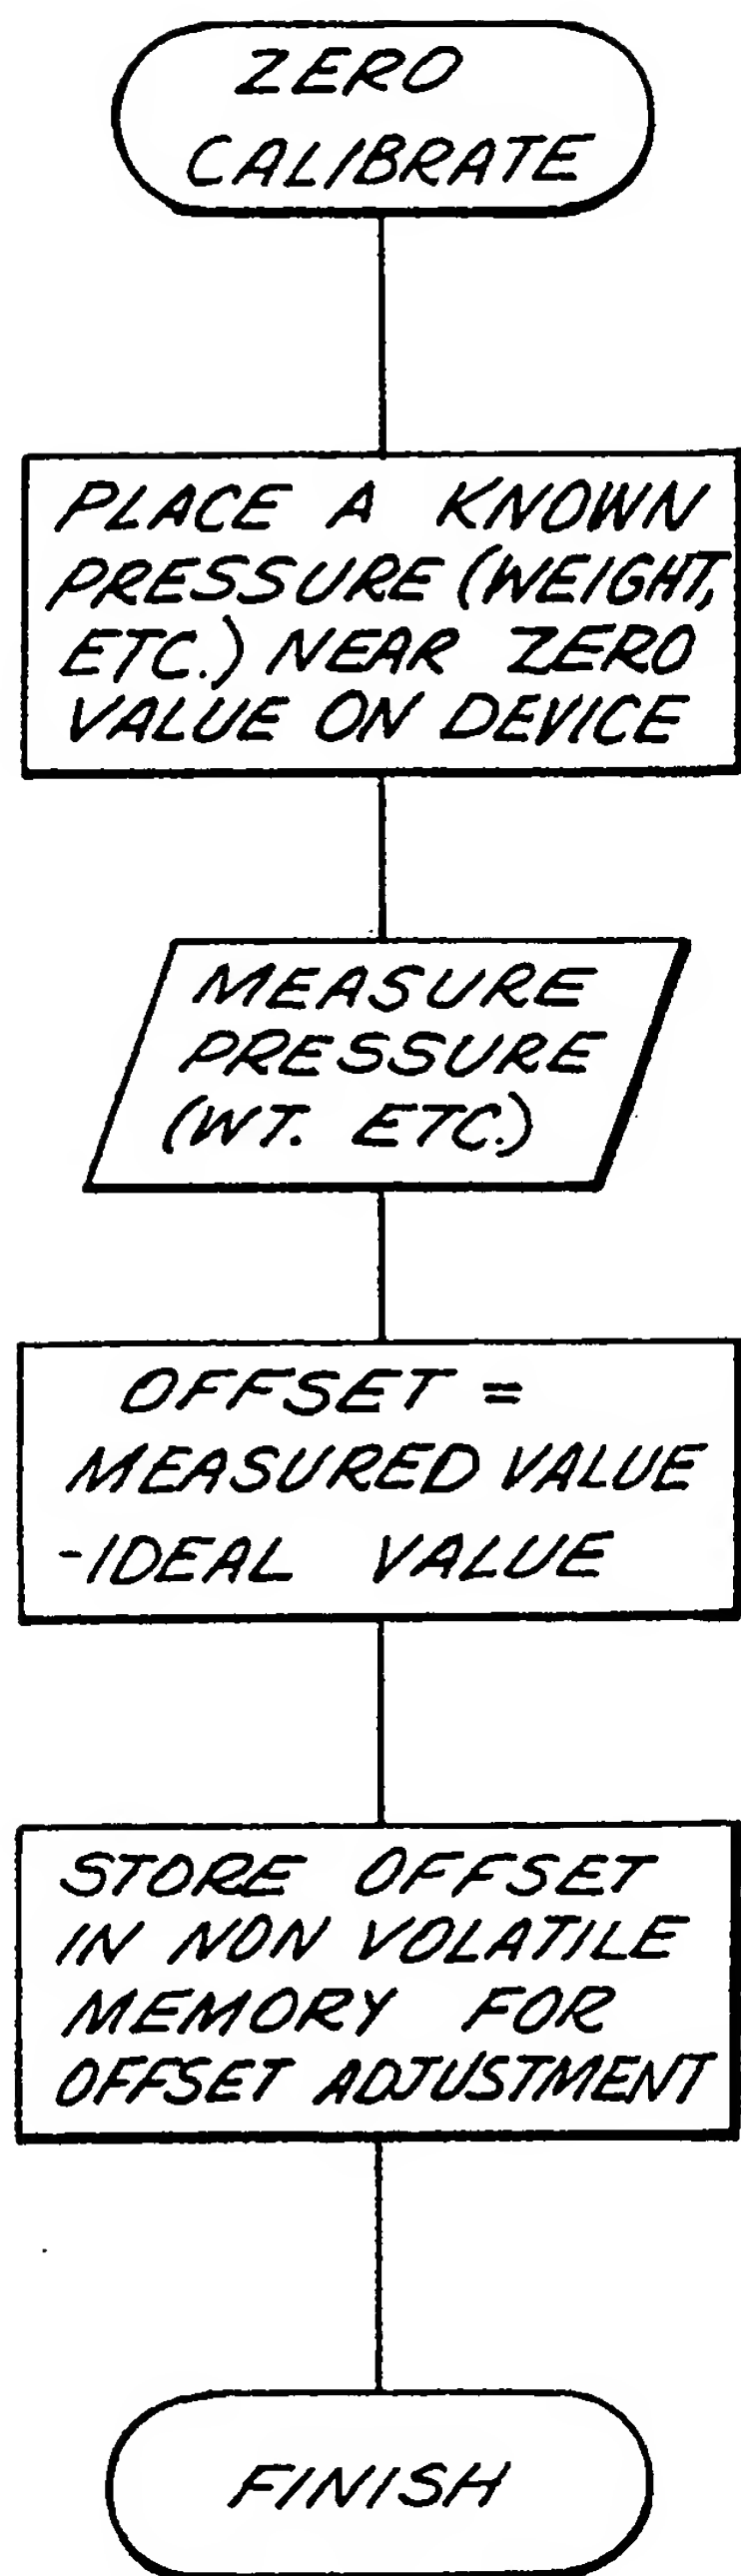 ZERO
CALIBRATE
PLACE A KNOWN
PRESSURE (WEIGHT,
ETC.) NEAR ZERO
VALUE ON DEVICE
MEASURE
PRESSURE
(WT. ETC.)
OFFSET =
MEASURED VALUE
-IDEAL VALUE
STORE OFFSET
IN NON VOLATILE
MEMORY FOR
OFFSET ADJUSTMENT
FINISH